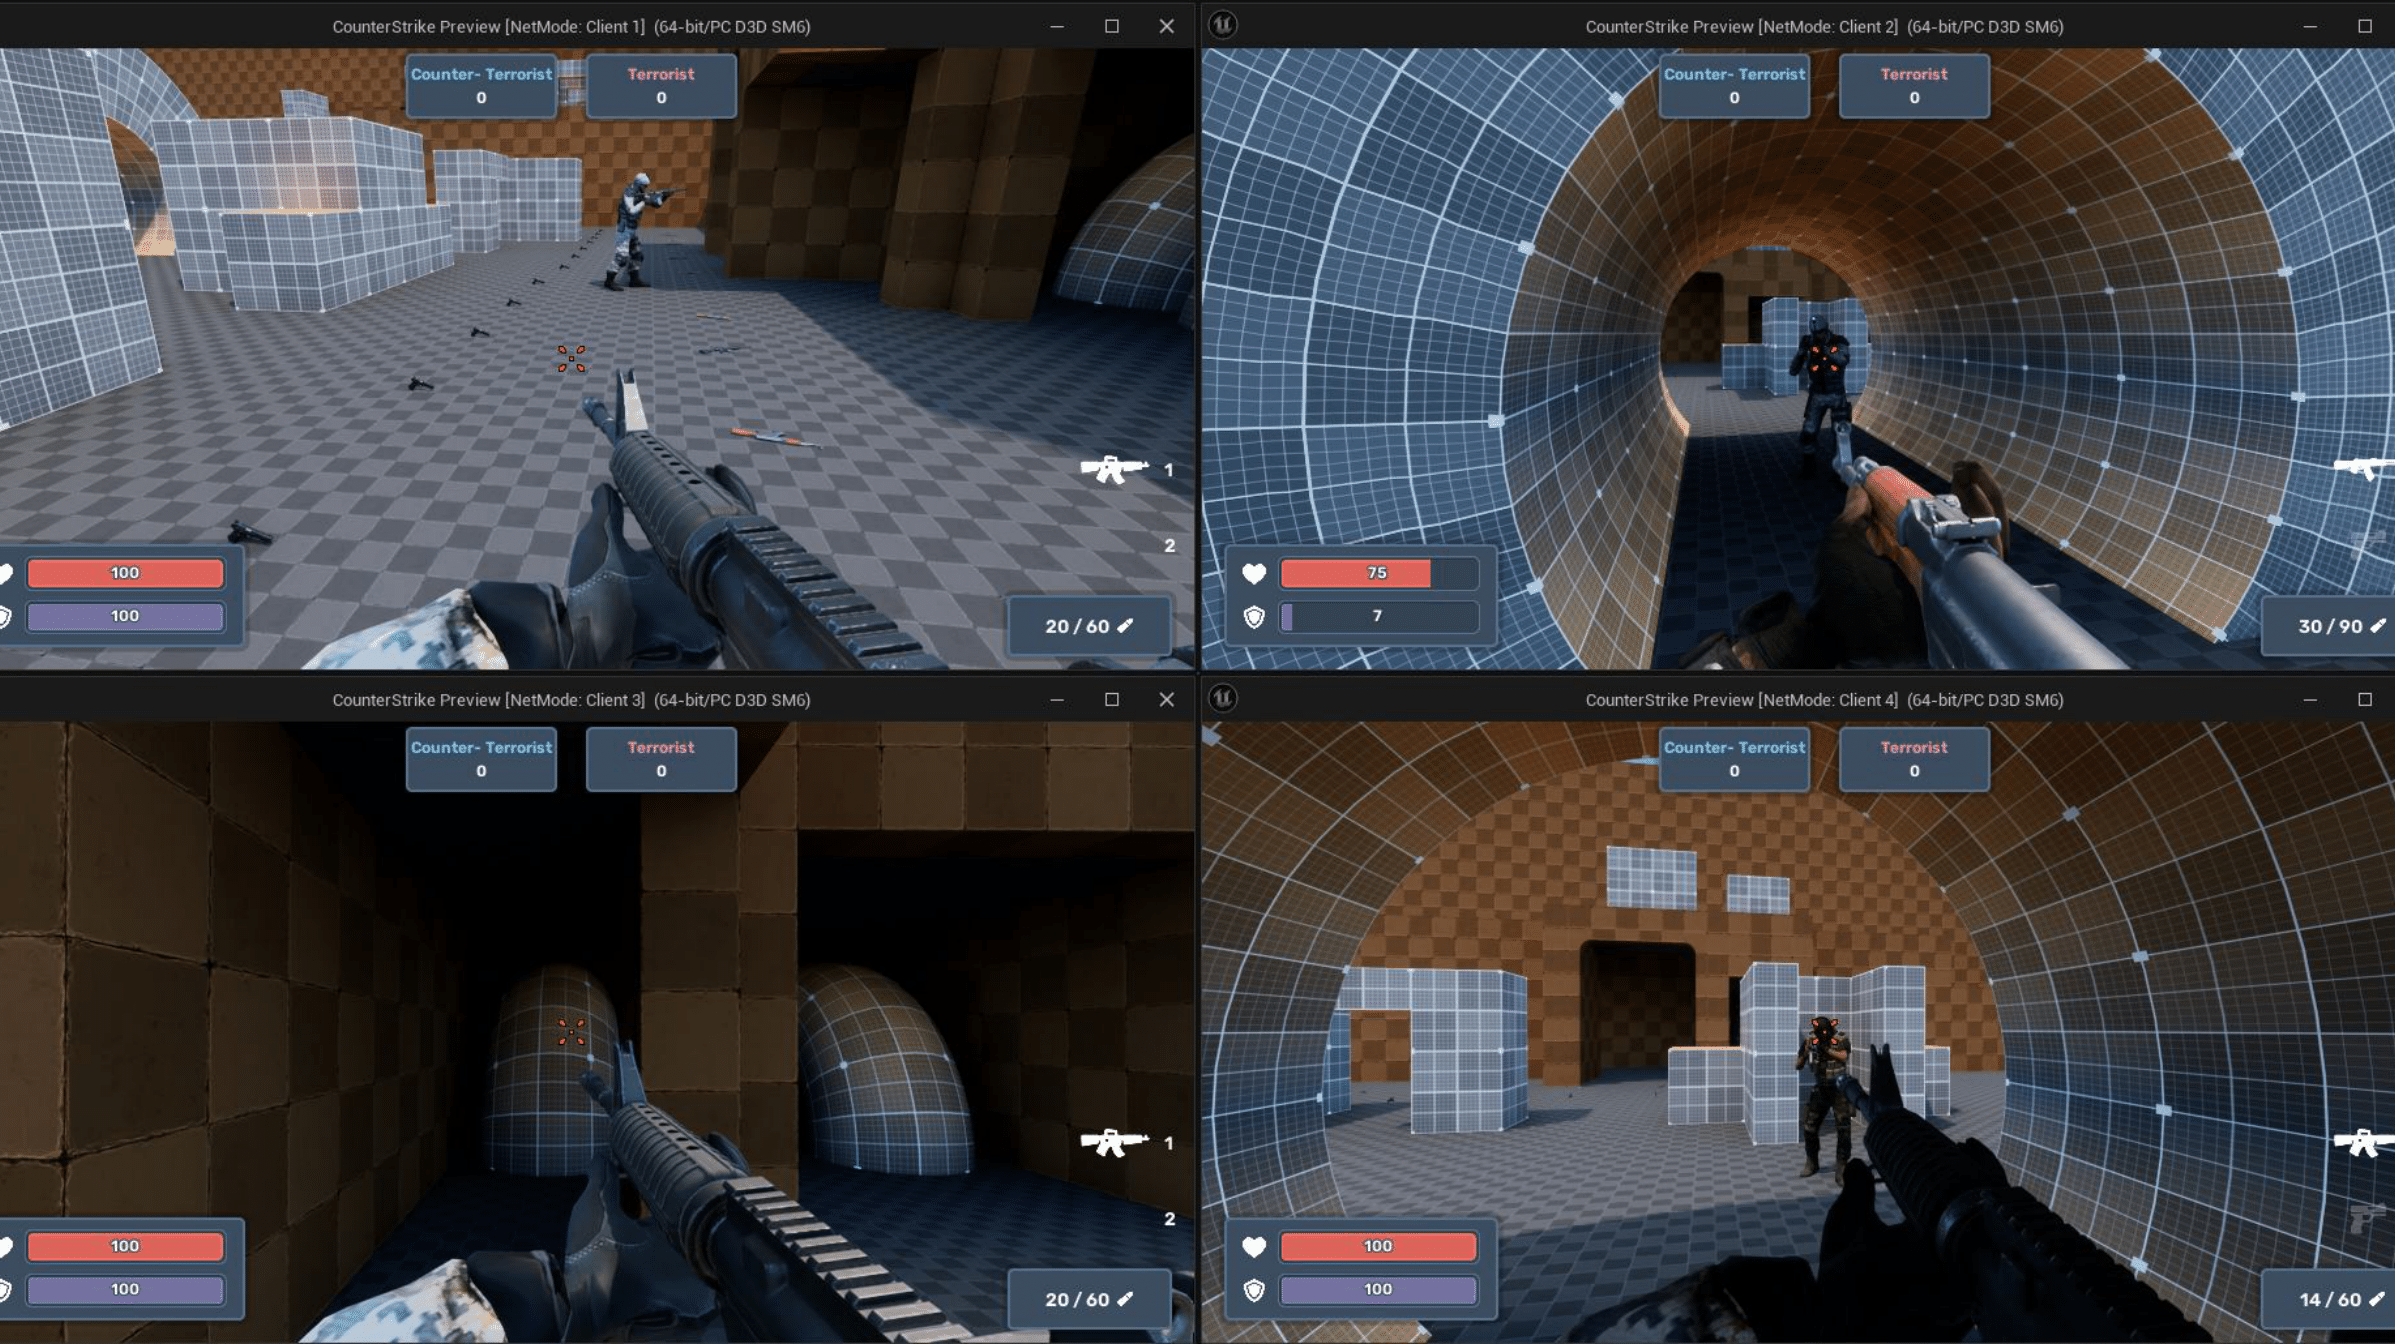 CounterStrike Preview [NetMode: Client 1] (64-bit/PC D3D SM6)
Counter- Terrorist
0
Terrorist
0
1
2
100
100
20 / 60
CounterStrike Preview [NetMode: Client 2] (64-bit/PC D3D SM6)
Counter- Terrorist
0
Terrorist
0
75
7
30 / 90
CounterStrike Preview [NetMode: Client 3] (64-bit/PC D3D SM6)
Counter- Terrorist
0
Terrorist
0
1
2
100
100
20 / 60
CounterStrike Preview [NetMode: Client 4] (64-bit/PC D3D SM6)
Counter- Terrorist
0
Terrorist
0
100
100
14 / 60